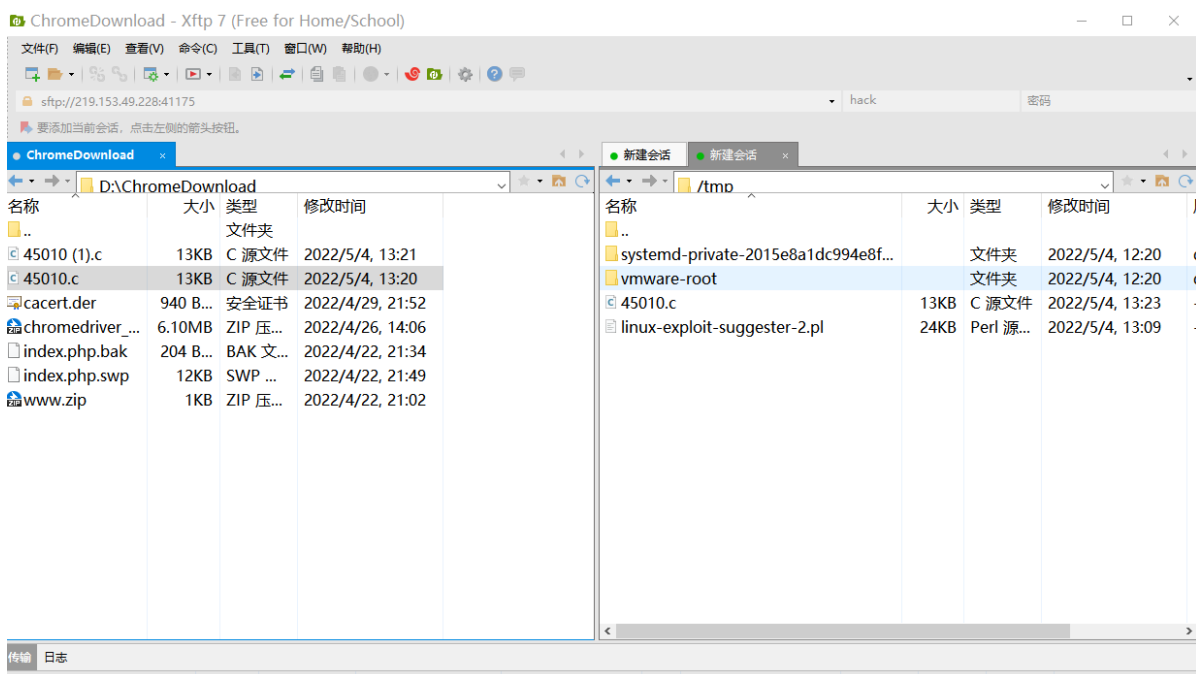 ChromeDownload - Xftp 7 (Free for Home/School)
文件(F) 编辑(E) 查看(V) 命令(C) 工具(T) 窗口(W) 帮助(H)
sftp://219.153.49.228:41175 hack 密码
要添加当前会话，点击左侧的箭头按钮。
ChromeDownload × 新建会话 新建会话 ×
D:\ChromeDownload /tmp
名称 大小 类型 修改时间 名称 大小 类型 修改时间
.. 文件夹 ..
45010 (1).c 13KB C 源文件 2022/5/4, 13:21 systemd-private-2015e8a1dc994e8f... 文件夹 2022/5/4, 12:20
45010.c 13KB C 源文件 2022/5/4, 13:20 vmware-root 文件夹 2022/5/4, 12:20
cacert.der 940 B... 安全证书 2022/4/29, 21:52 45010.c 13KB C 源文件 2022/5/4, 13:23
chromedriver_... 6.10MB ZIP 压... 2022/4/26, 14:06 linux-exploit-suggester-2.pl 24KB Perl 源... 2022/5/4, 13:09
index.php.bak 204 B... BAK 文... 2022/4/22, 21:34
index.php.swp 12KB SWP ... 2022/4/22, 21:49
www.zip 1KB ZIP 压... 2022/4/22, 21:02
传输 日志